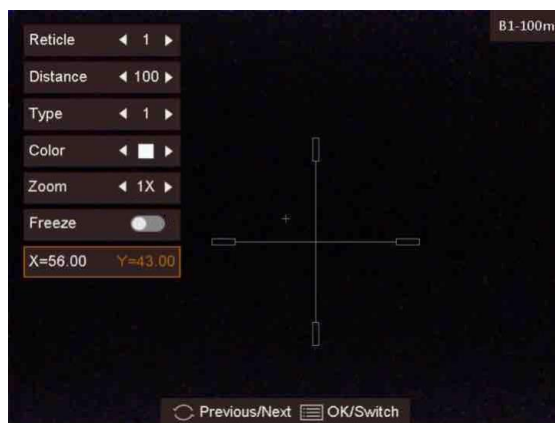 B1-100m
Reticle 1
Distance 100
Type 1
Color
Zoom 1X
Freeze
X=56.00 Y=43.00
Previous/Next OK/Switch